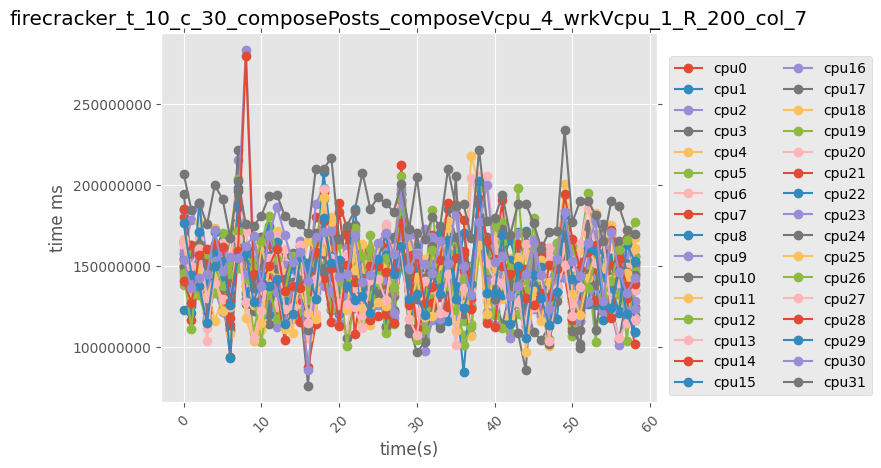 firecracker_t_10_c_30_composePosts_composeVcpu_4_wrkVcpu_1_R_200_col_7
time ms
250000000
200000000
150000000
100000000
0
10
20
30
40
50
60
time(s)
cpu0
cpu1
cpu2
cpu3
cpu4
cpu5
cpu6
cpu7
cpu8
cpu9
cpu10
cpu11
cpu12
cpu13
cpu14
cpu15
cpu16
cpu17
cpu18
cpu19
cpu20
cpu21
cpu22
cpu23
cpu24
cpu25
cpu26
cpu27
cpu28
cpu29
cpu30
cpu31